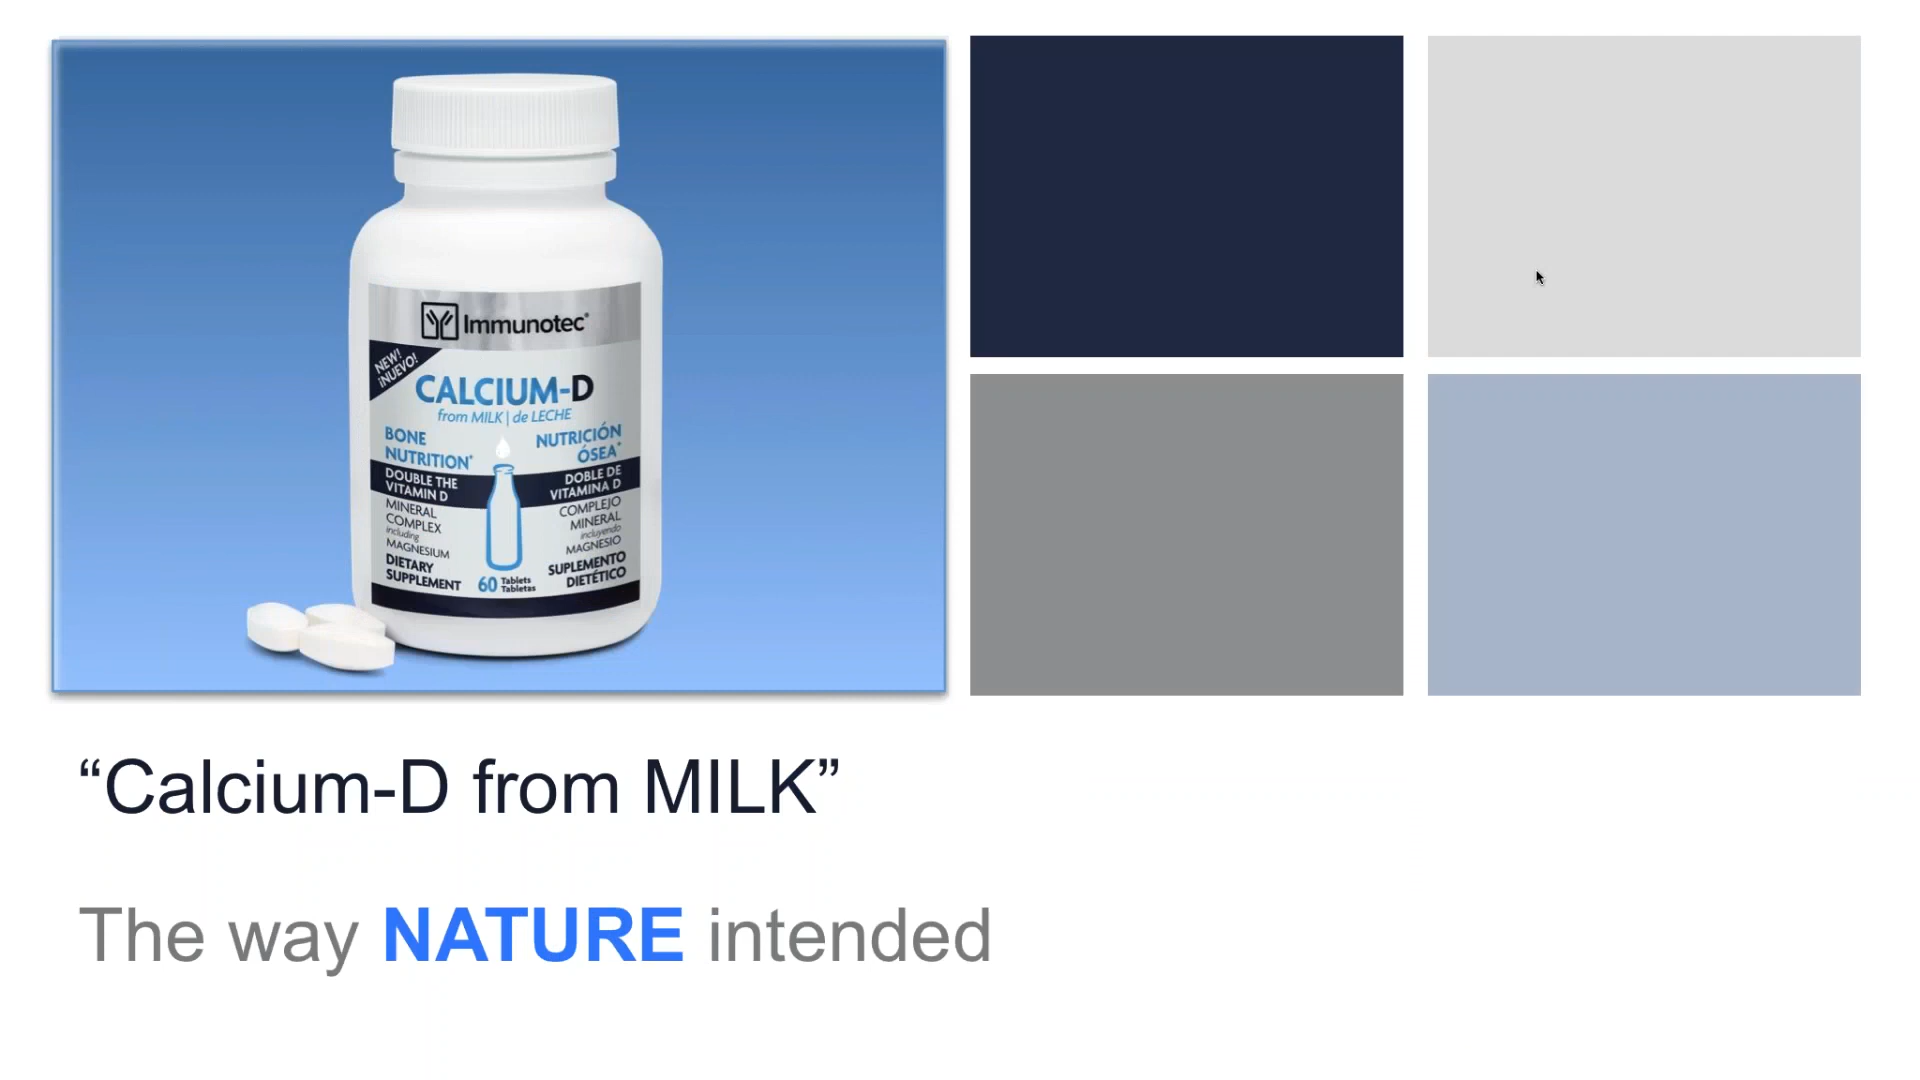 Immunotec®
NEW!
¡NUEVO!
CALCIUM-D
from MILK | de LECHE
BONE
NUTRITION*
NUTRICIÓN
ÓSEA*
DOUBLE THE
VITAMIN D
DOBLE DE
VITAMINA D
MINERAL
COMPLEX
including
MAGNESIUM
COMPLEJO
MINERAL
incluyendo
MAGNESIO
DIETARY
SUPPLEMENT
60 Tablets
Tabletas
SUPLEMENTO
DIETÉTICO
“Calcium-D from MILK”
The way NATURE intended